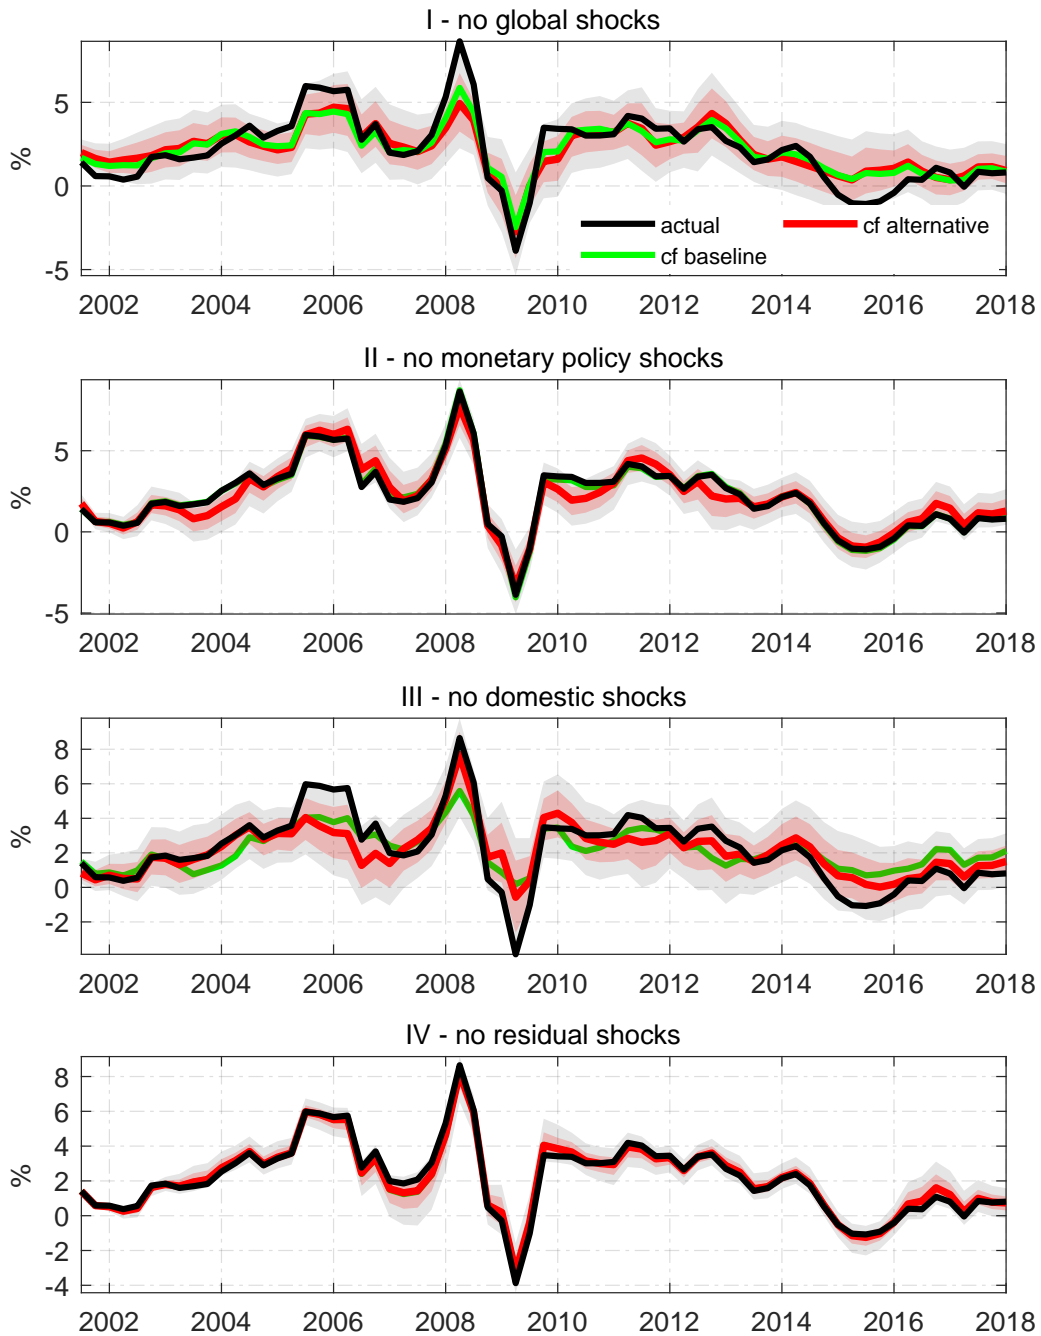 I - no global shocks
5
0
-5
%
actual
cf alternative
cf baseline
2002 2004 2006 2008 2010 2012 2014 2016 2018
II - no monetary policy shocks
5
0
-5
%
2002 2004 2006 2008 2010 2012 2014 2016 2018
III - no domestic shocks
8
6
4
2
0
-2
%
2002 2004 2006 2008 2010 2012 2014 2016 2018
IV - no residual shocks
8
6
4
2
0
-2
-4
%
2002 2004 2006 2008 2010 2012 2014 2016 2018